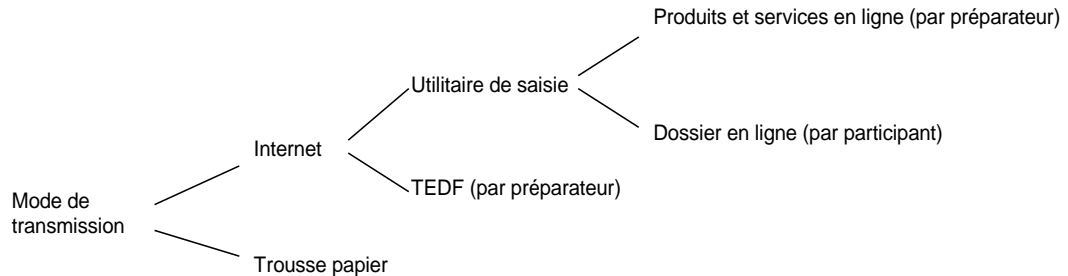 Produits et services en ligne (par préparateur)
Utilitaire de saisie
Dossier en ligne (par participant)
Internet
TEDF (par préparateur)
Mode de
transmission
Trousse papier